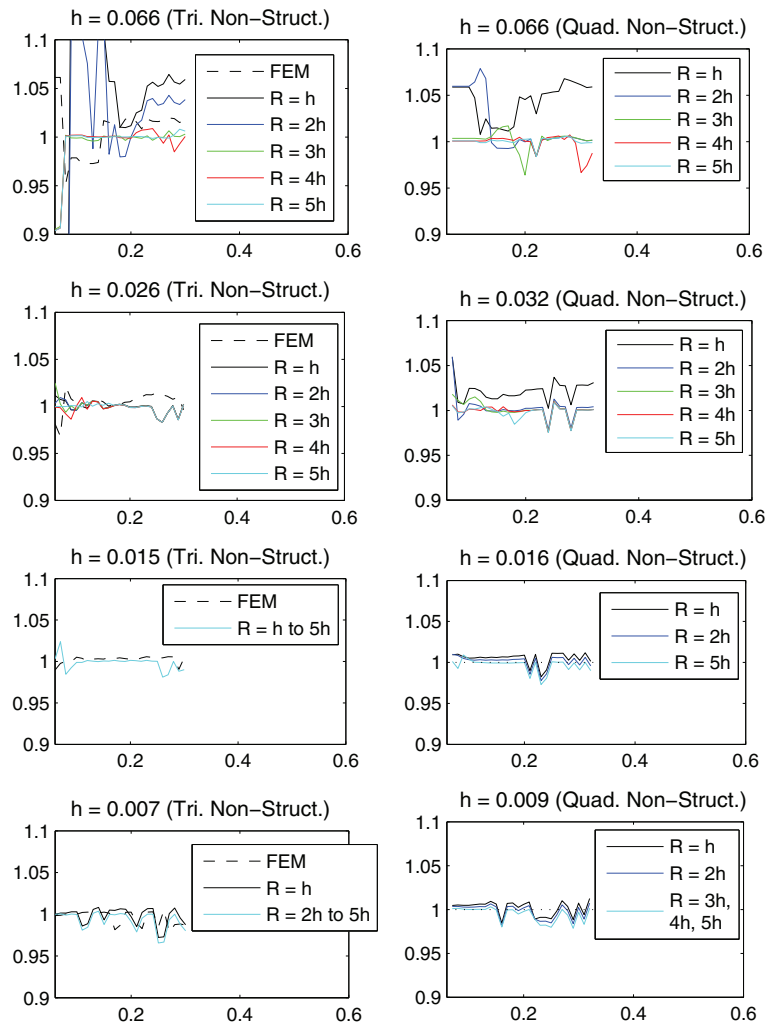 h = 0.066 (Tri. Non-Struct.)
1.1
1.05
1
0.95
0.9
0.2
0.4
0.6
FEM
R = h
R = 2h
R = 3h
R = 4h
R = 5h
h = 0.066 (Quad. Non-Struct.)
1.1
1.05
1
0.95
0.9
0.2
0.4
0.6
R = h
R = 2h
R = 3h
R = 4h
R = 5h
h = 0.026 (Tri. Non-Struct.)
1.1
1.05
1
0.95
0.9
0.2
0.4
0.6
FEM
R = h
R = 2h
R = 3h
R = 4h
R = 5h
h = 0.032 (Quad. Non-Struct.)
1.1
1.05
1
0.95
0.9
0.2
0.4
0.6
R = h
R = 2h
R = 3h
R = 4h
R = 5h
h = 0.015 (Tri. Non-Struct.)
1.1
1.05
1
0.95
0.9
0.2
0.4
0.6
FEM
R = h to 5h
h = 0.016 (Quad. Non-Struct.)
1.1
1.05
1
0.95
0.9
0.2
0.4
0.6
R = h
R = 2h
R = 5h
h = 0.007 (Tri. Non-Struct.)
1.1
1.05
1
0.95
0.9
0.2
0.4
0.6
FEM
R = h
R = 2h to 5h
h = 0.009 (Quad. Non-Struct.)
1.1
1.05
1
0.95
0.9
0.2
0.4
0.6
R = h
R = 2h
R = 3h,
4h, 5h